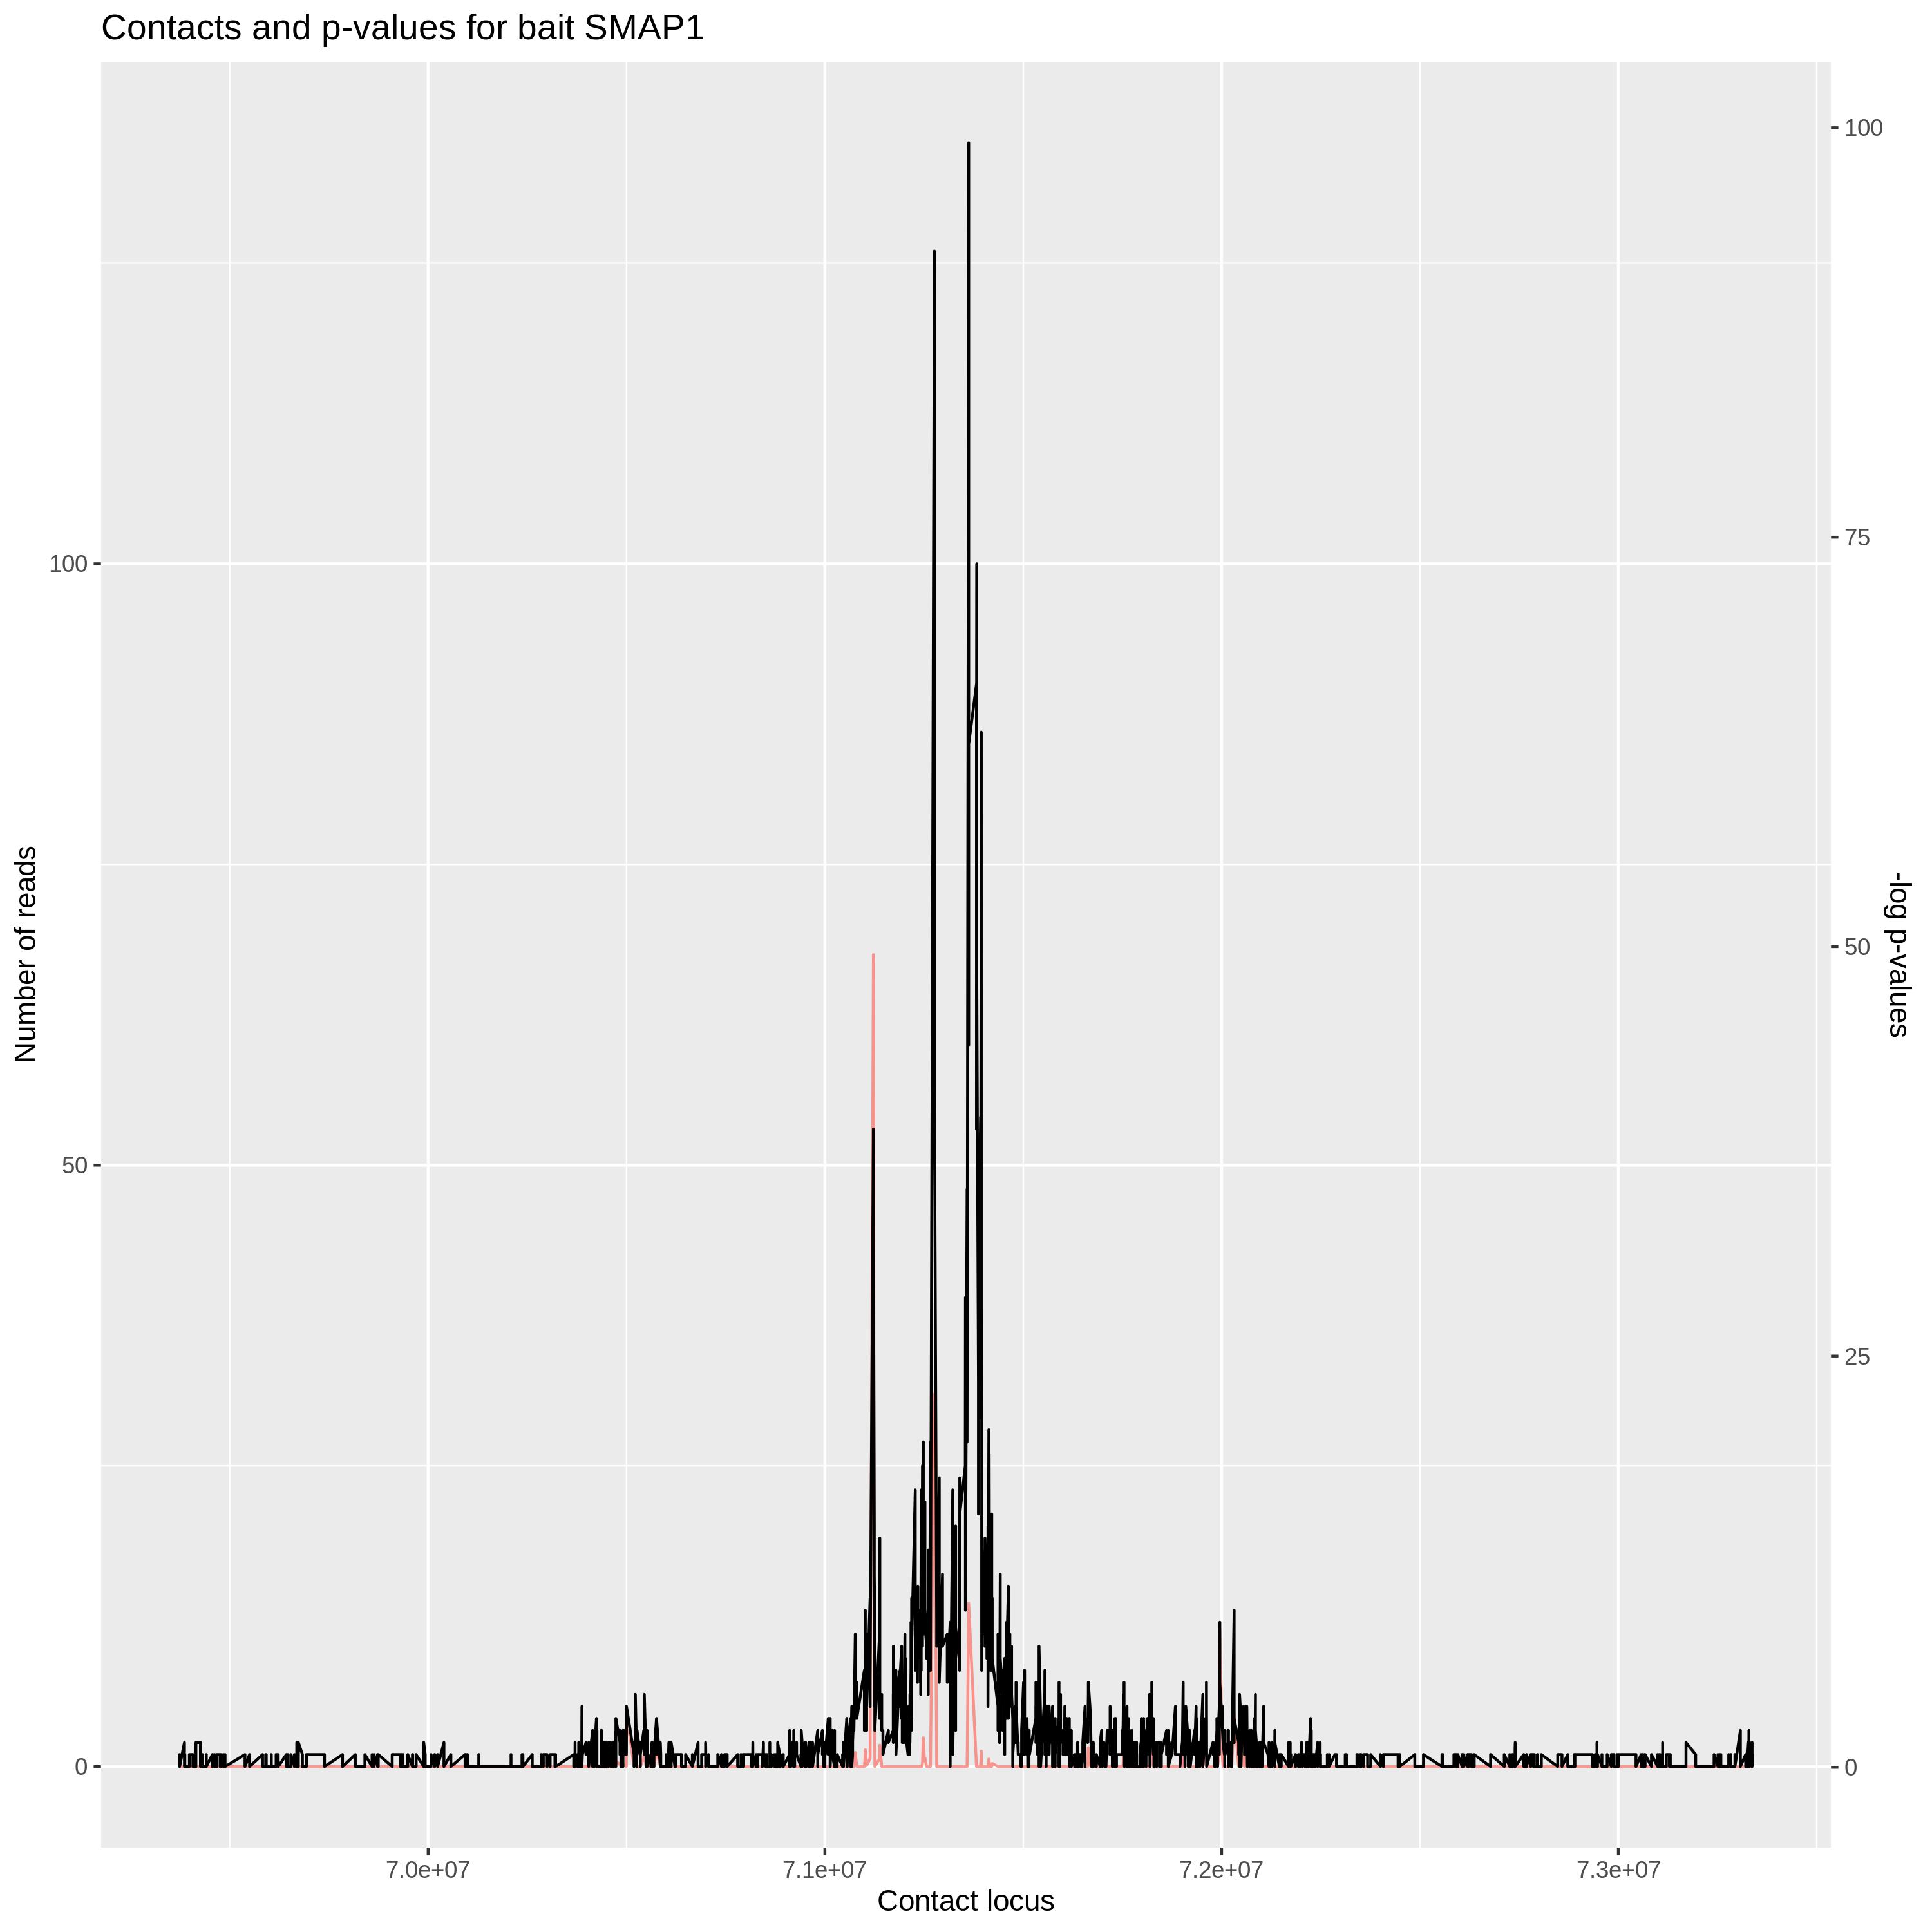 Contacts and p-values for bait SMAP1
100
75
50
25
0
-log p-values
100
50
0
Number of reads
7.0e+07
7.1e+07
7.2e+07
7.3e+07
Contact locus